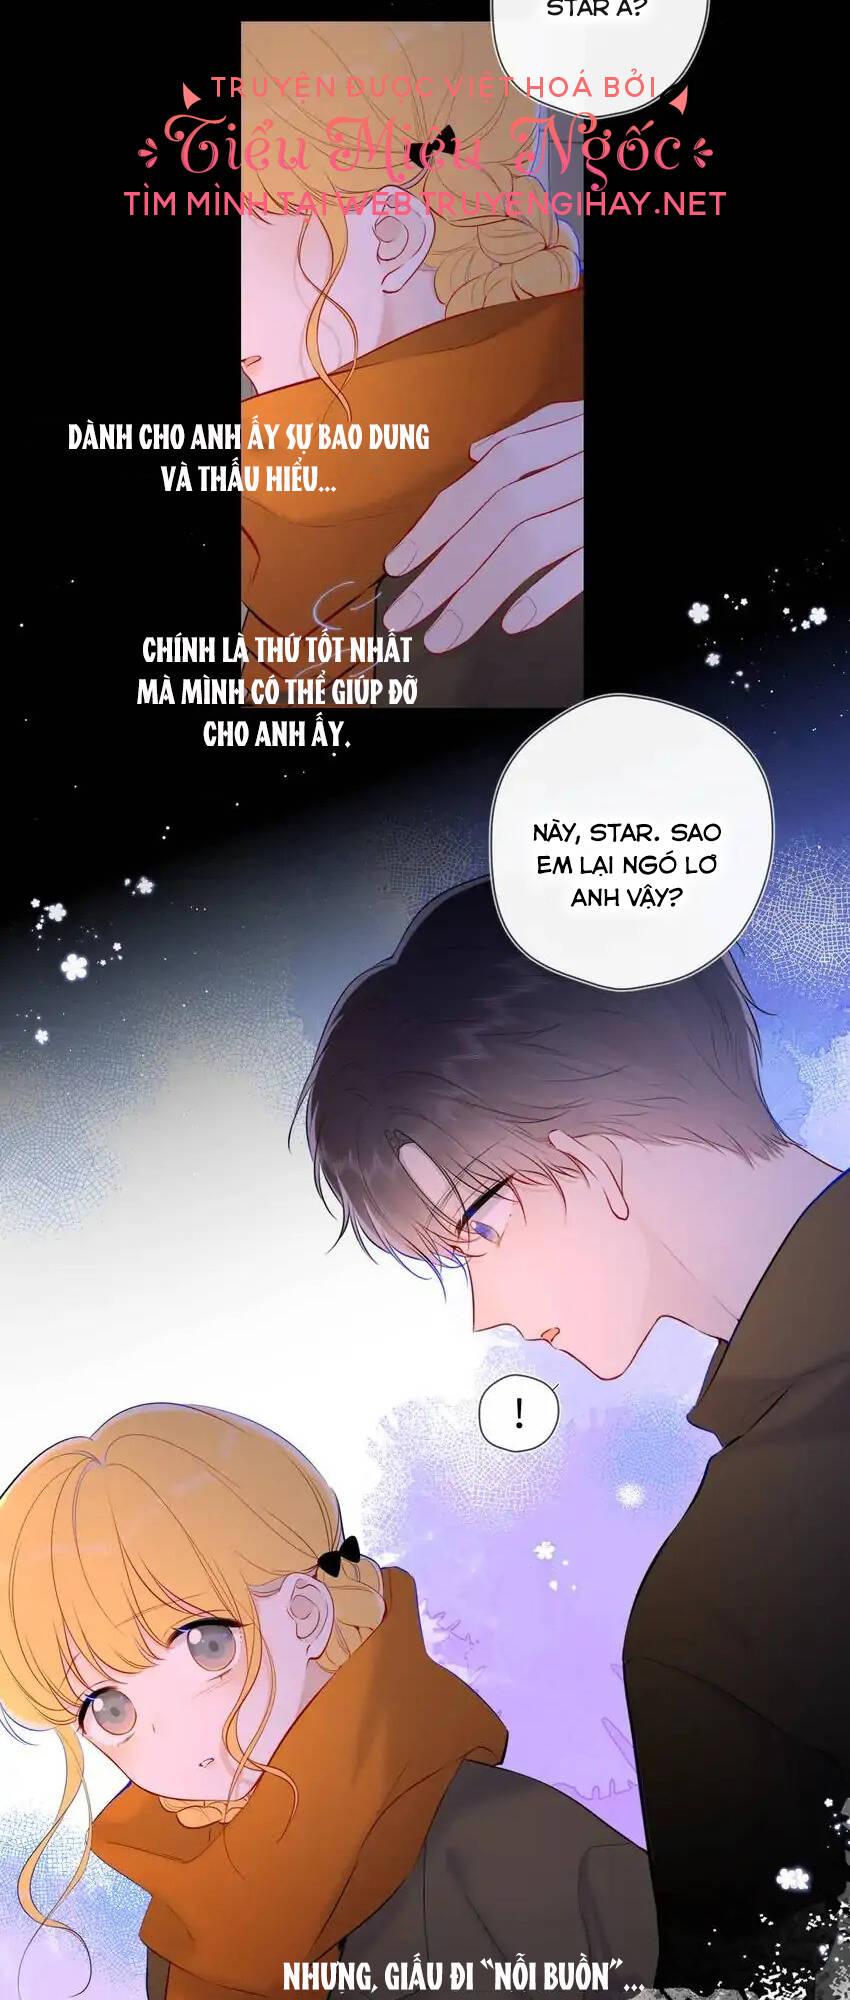 STAR À?
TRUYỆN ĐƯỢC VIỆT HOÁ BỞI
Tiểu Miêu Ngốc
TÌM MÌNH TẠI WEB TRUYENGIHAY.NET
DÀNH CHO ANH ẤY SỰ BAO DUNG
VÀ THẤU HIỂU...
CHÍNH LÀ THỨ TỐT NHẤT
MÀ MÌNH CÓ THỂ GIÚP ĐỠ
CHO ANH ẤY.
NÀY, STAR. SAO
EM LẠI NGÓ LƠ
ANH VẬY?
!
NHƯNG, GIẤU ĐI “NỖI BUỒN”...